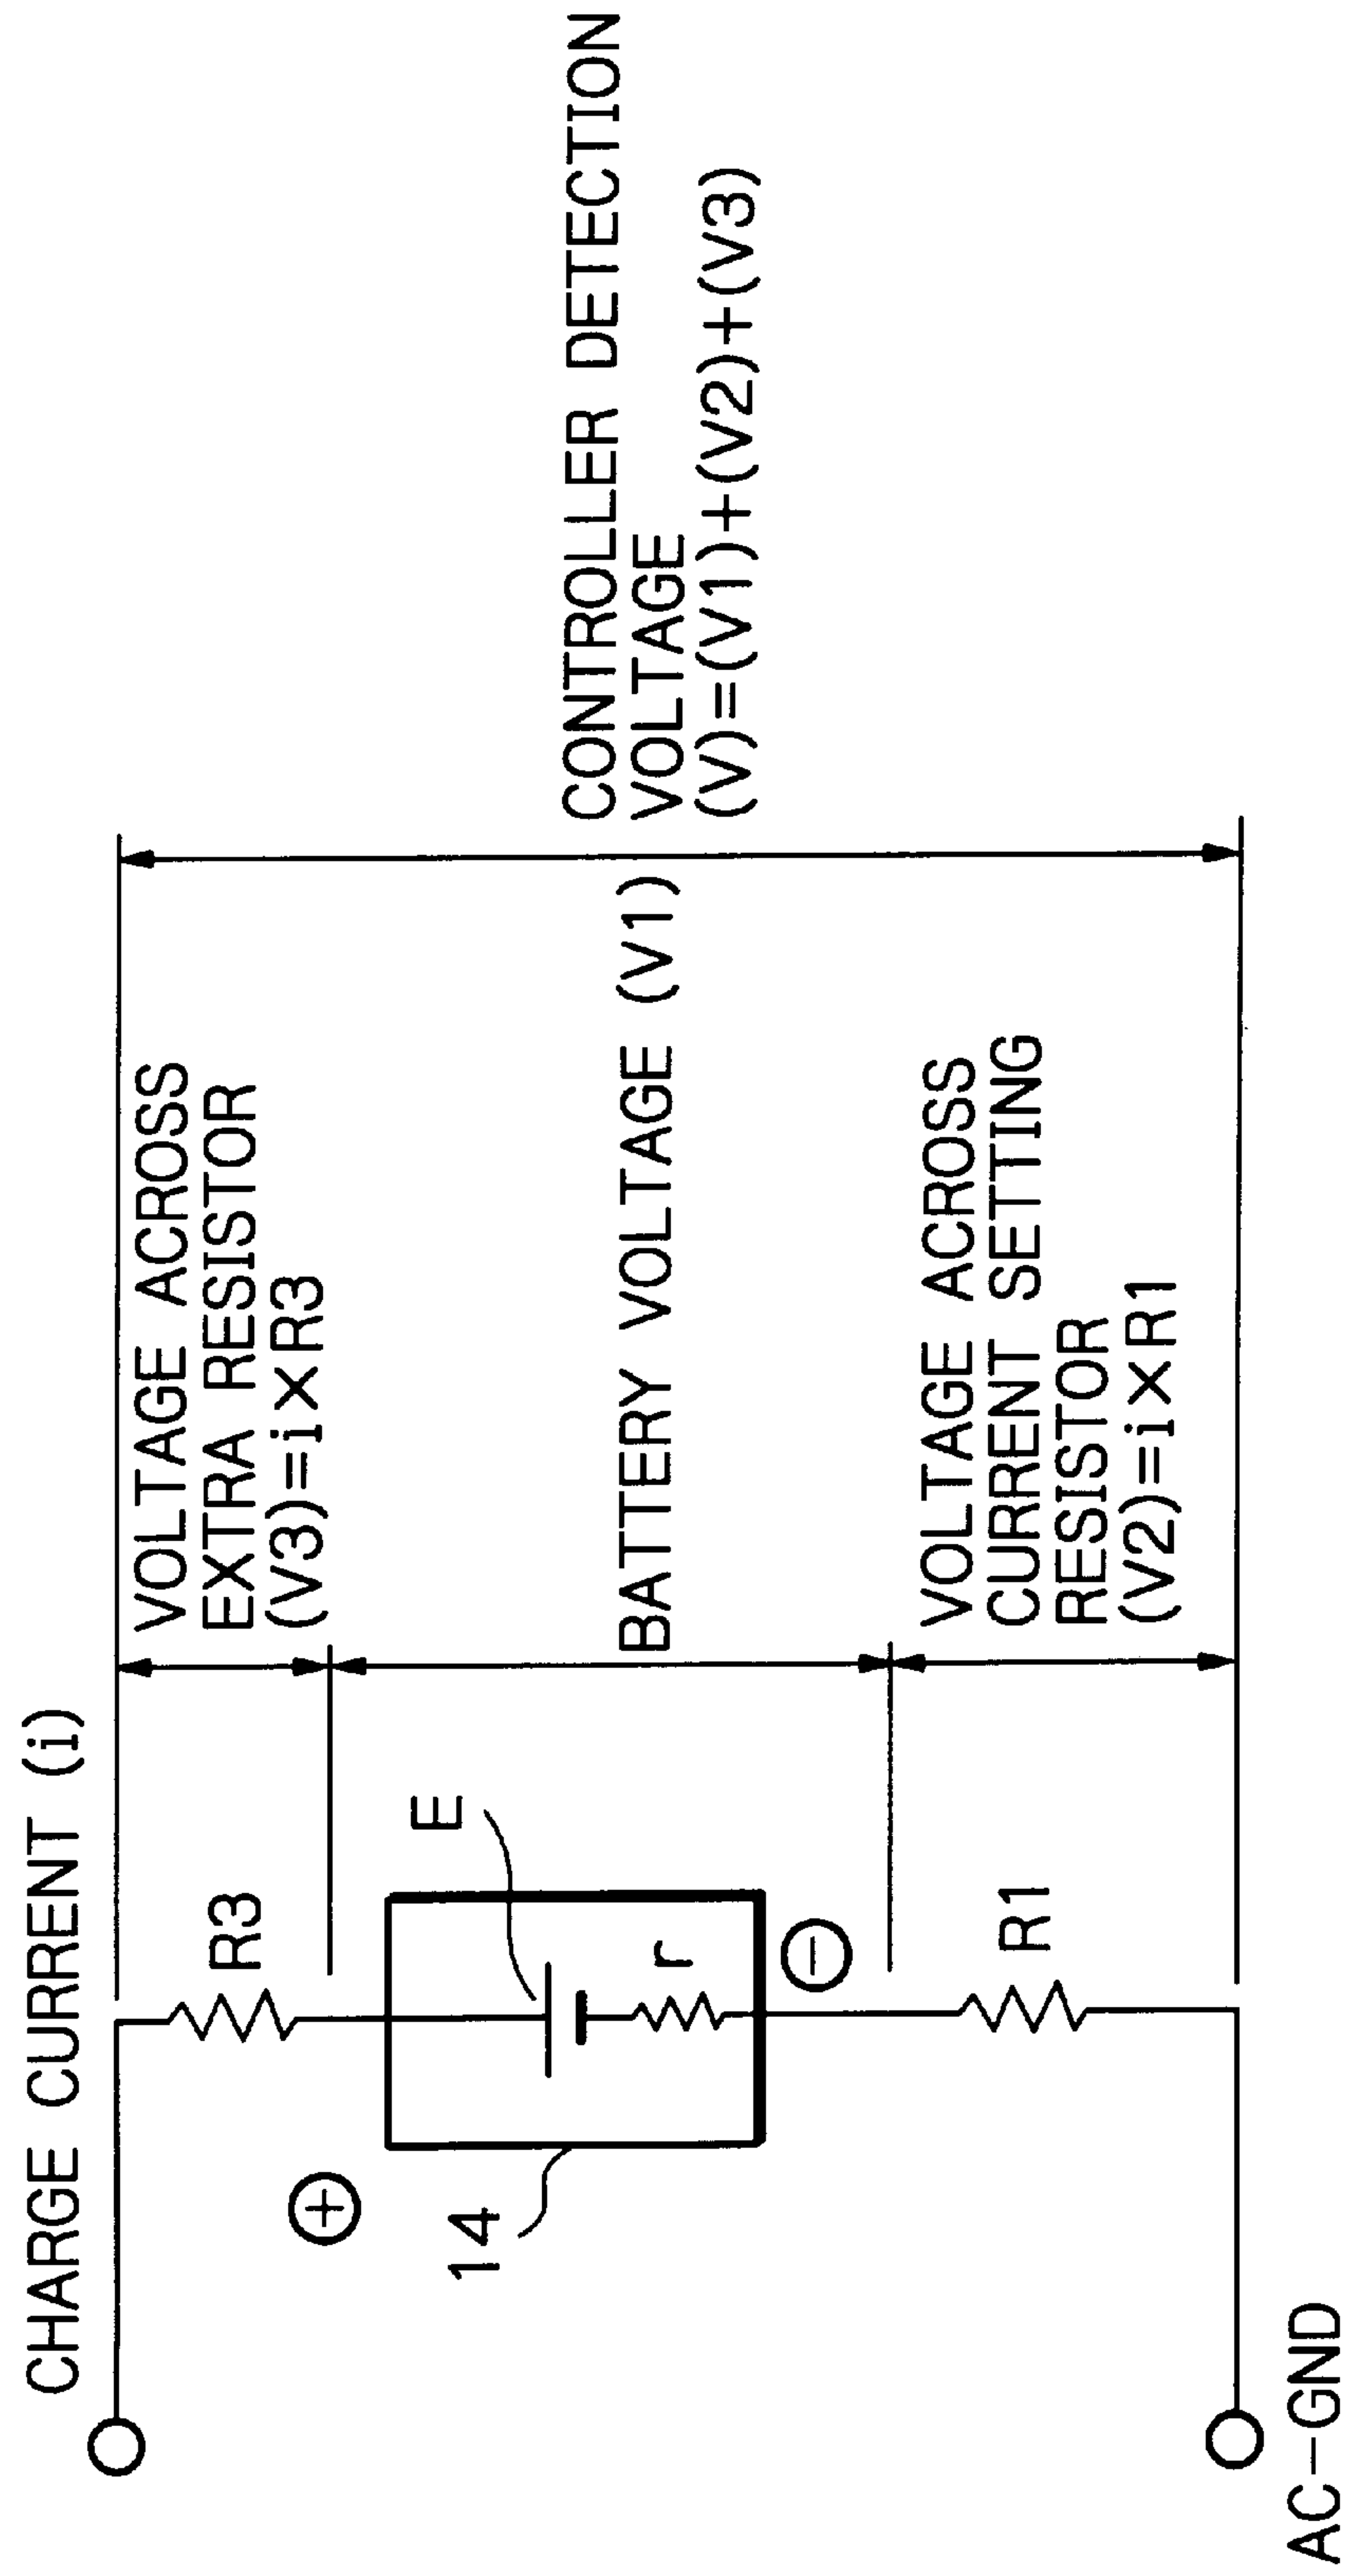 CHARGE CURRENT (i)
R3
VOLTAGE ACROSS
EXTRA RESISTOR
(V3)=i×R3
+
14
E
r
−
BATTERY VOLTAGE (V1)
CONTROLLER DETECTION
VOLTAGE
(V)=(V1)+(V2)+(V3)
R1
VOLTAGE ACROSS
CURRENT SETTING
RESISTOR
(V2)=i×R1
AC-GND